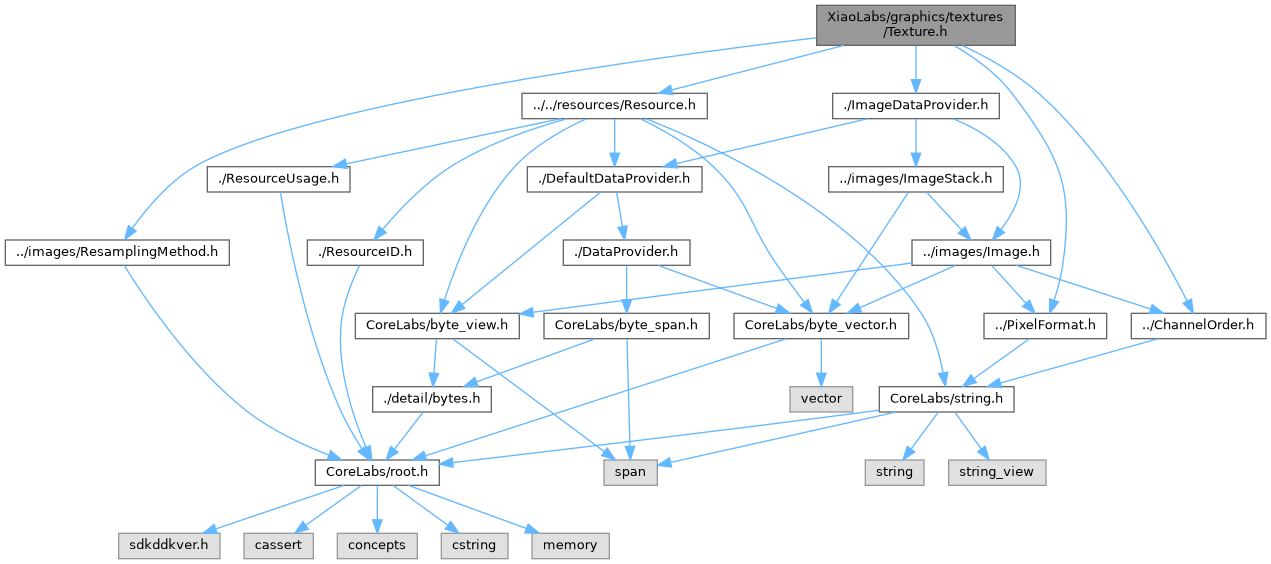 XiaoLabs/graphics/textures
/Texture.h
../../resources/Resource.h
./ImageDataProvider.h
./ResourceUsage.h
./DefaultDataProvider.h
../images/ImageStack.h
../images/ResamplingMethod.h
./ResourceID.h
./DataProvider.h
../images/Image.h
CoreLabs/byte_view.h
CoreLabs/byte_span.h
CoreLabs/byte_vector.h
../PixelFormat.h
../ChannelOrder.h
./detail/bytes.h
vector
CoreLabs/string.h
CoreLabs/root.h
span
string
string_view
sdkddkver.h
cassert
concepts
cstring
memory